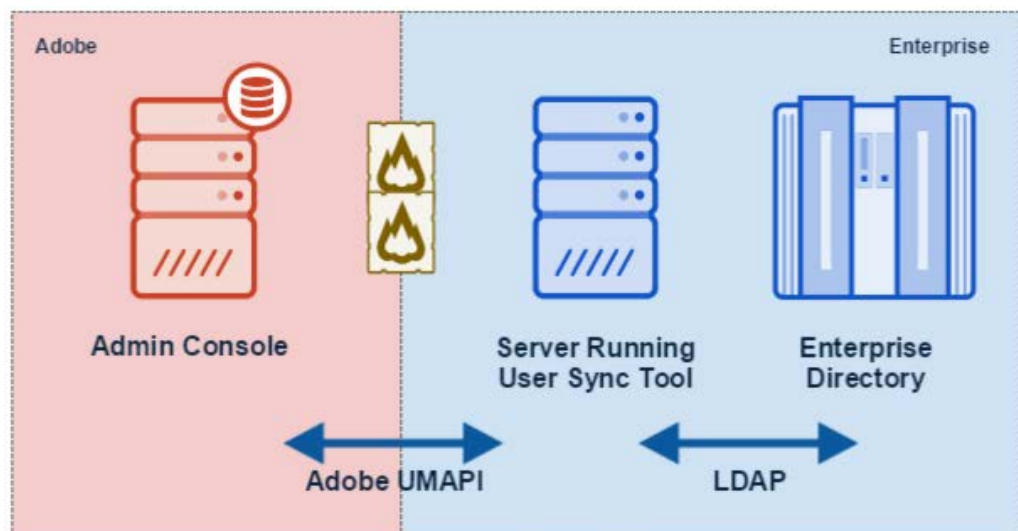 Adobe
Enterprise
Admin Console
Server Running
User Sync Tool
Enterprise
Directory
Adobe UMAPI
LDAP